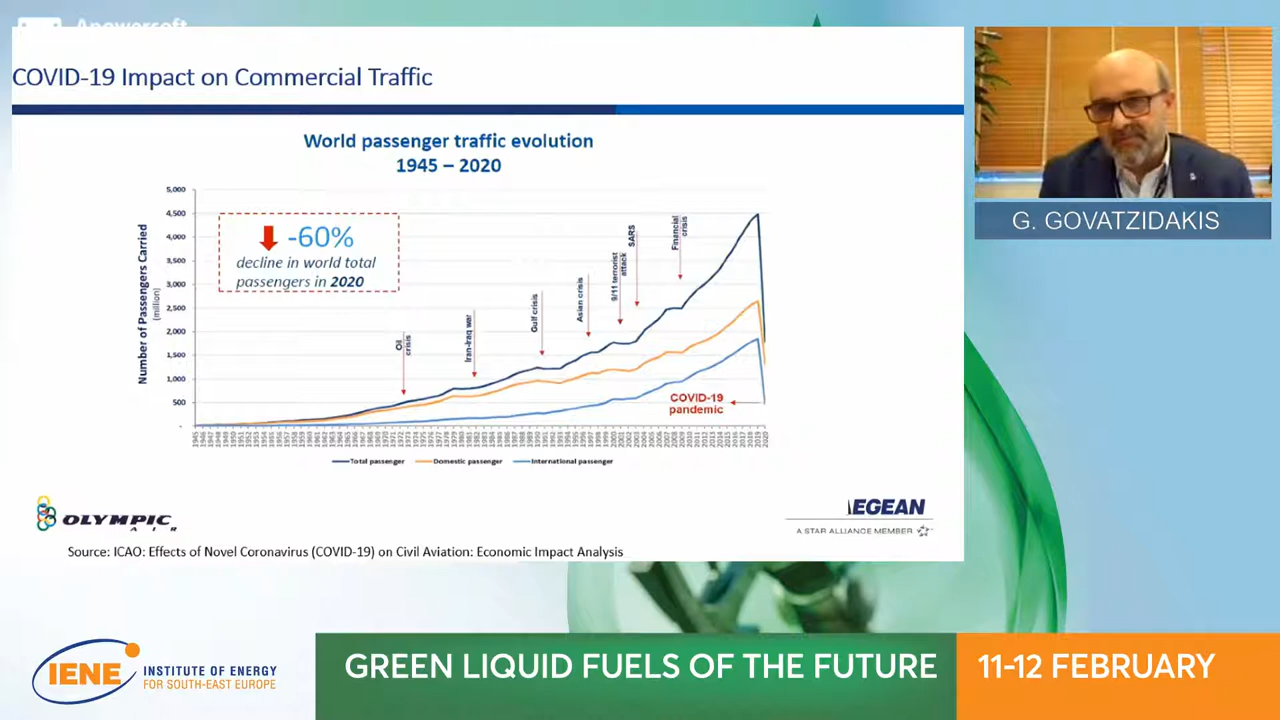 Apowersoft
COVID-19 Impact on Commercial Traffic
World passenger traffic evolution
1945 – 2020
Number of Passengers Carried
(million)
5,000
4,500
4,000
3,500
3,000
2,500
2,000
1,500
1,000
500
-
-60%
decline in world total
passengers in 2020
Oil
crisis
Iran-Iraq war
Gulf crisis
Asian crisis
9/11 terrorist
attack
SARS
Financial
crisis
COVID-19
pandemic
Total passenger
Domestic passenger
International passenger
OLYMPIC
AIR
AEGEAN
A STAR ALLIANCE MEMBER
Source: ICAO: Effects of Novel Coronavirus (COVID-19) on Civil Aviation: Economic Impact Analysis
G. GOVATZIDAKIS
IENE
INSTITUTE OF ENERGY
FOR SOUTH-EAST EUROPE
GREEN LIQUID FUELS OF THE FUTURE
11-12 FEBRUARY